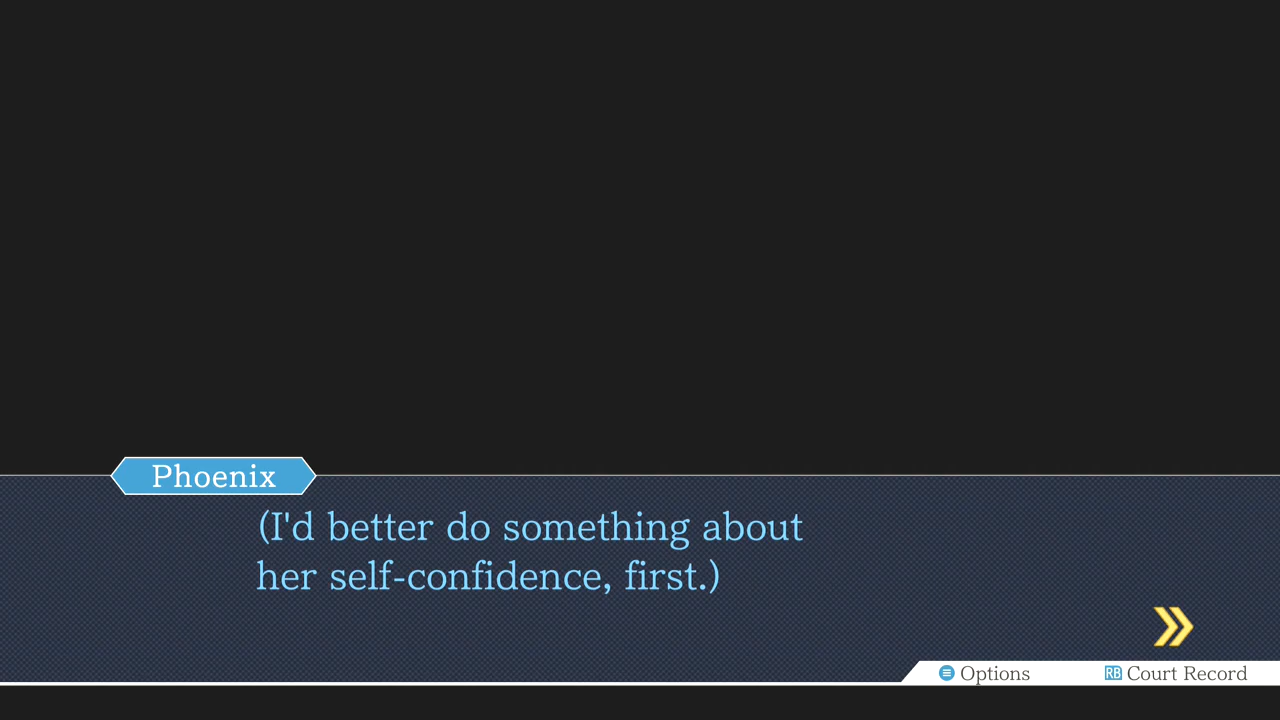 Phoenix
(I'd better do something about
her self-confidence, first.)
Options
RB Court Record